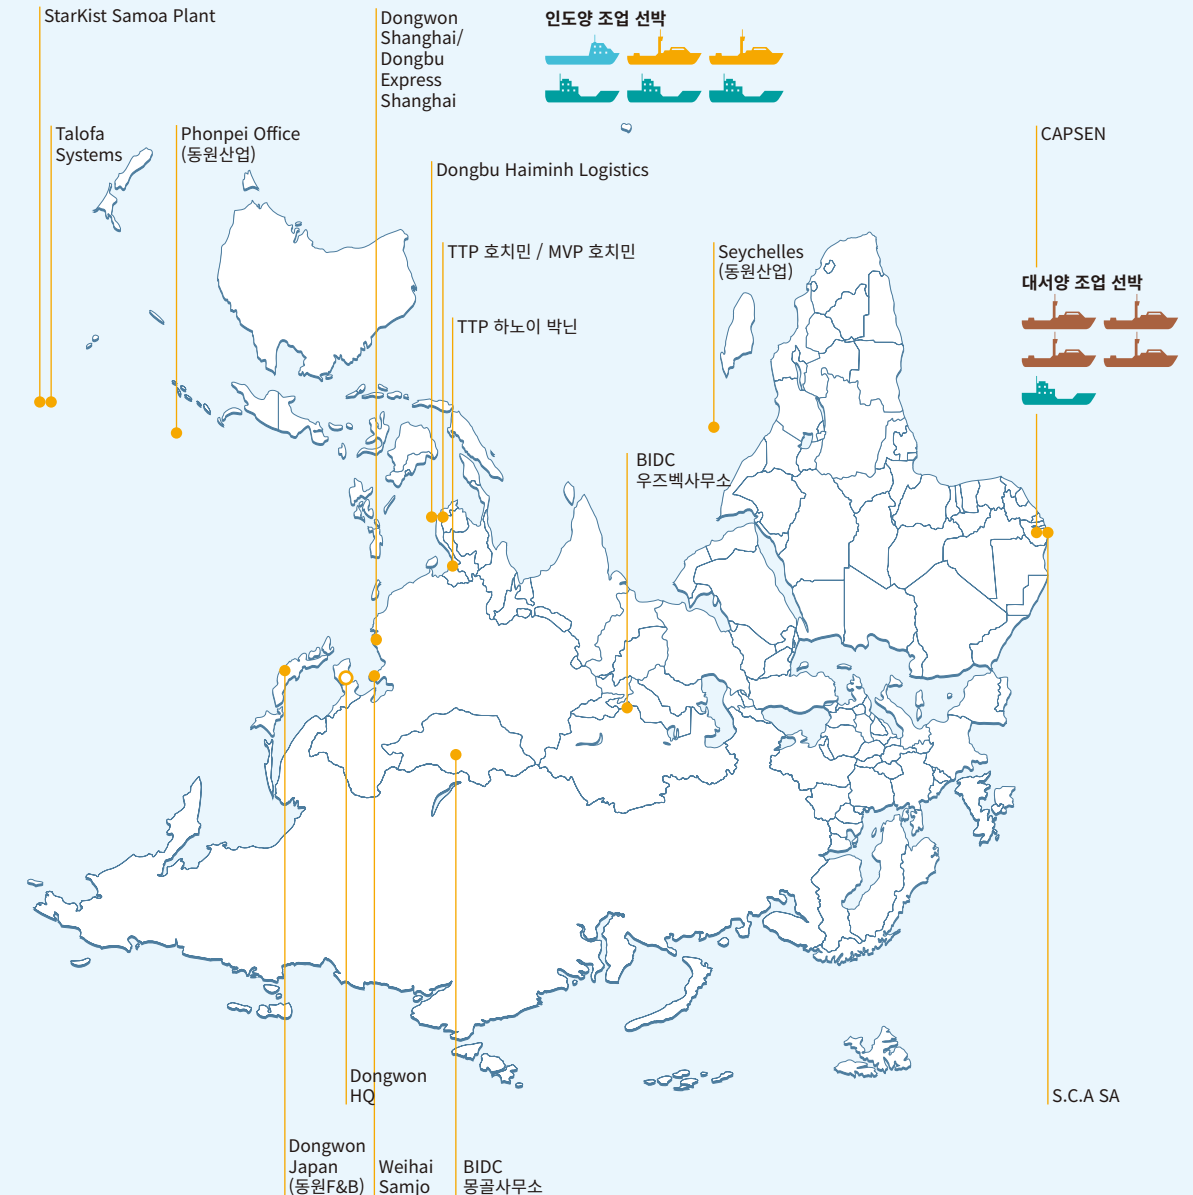 StarKist Samoa Plant
Talofa
Systems
Phonpei Office
(동원산업)
Dongwon
Shanghai/
Dongbu
Express
Shanghai
인도양 조업 선박
Dongbu Haiminh Logistics
TTP 호치민 / MVP 호치민
TTP 하노이 박닌
Seychelles
(동원산업)
BIDC
우즈벡사무소
CAPSEN
대서양 조업 선박
Dongwon
HQ
S.C.A SA
Dongwon
Japan
(동원F&B)
Weihai
Samjo
BIDC
몽골사무소